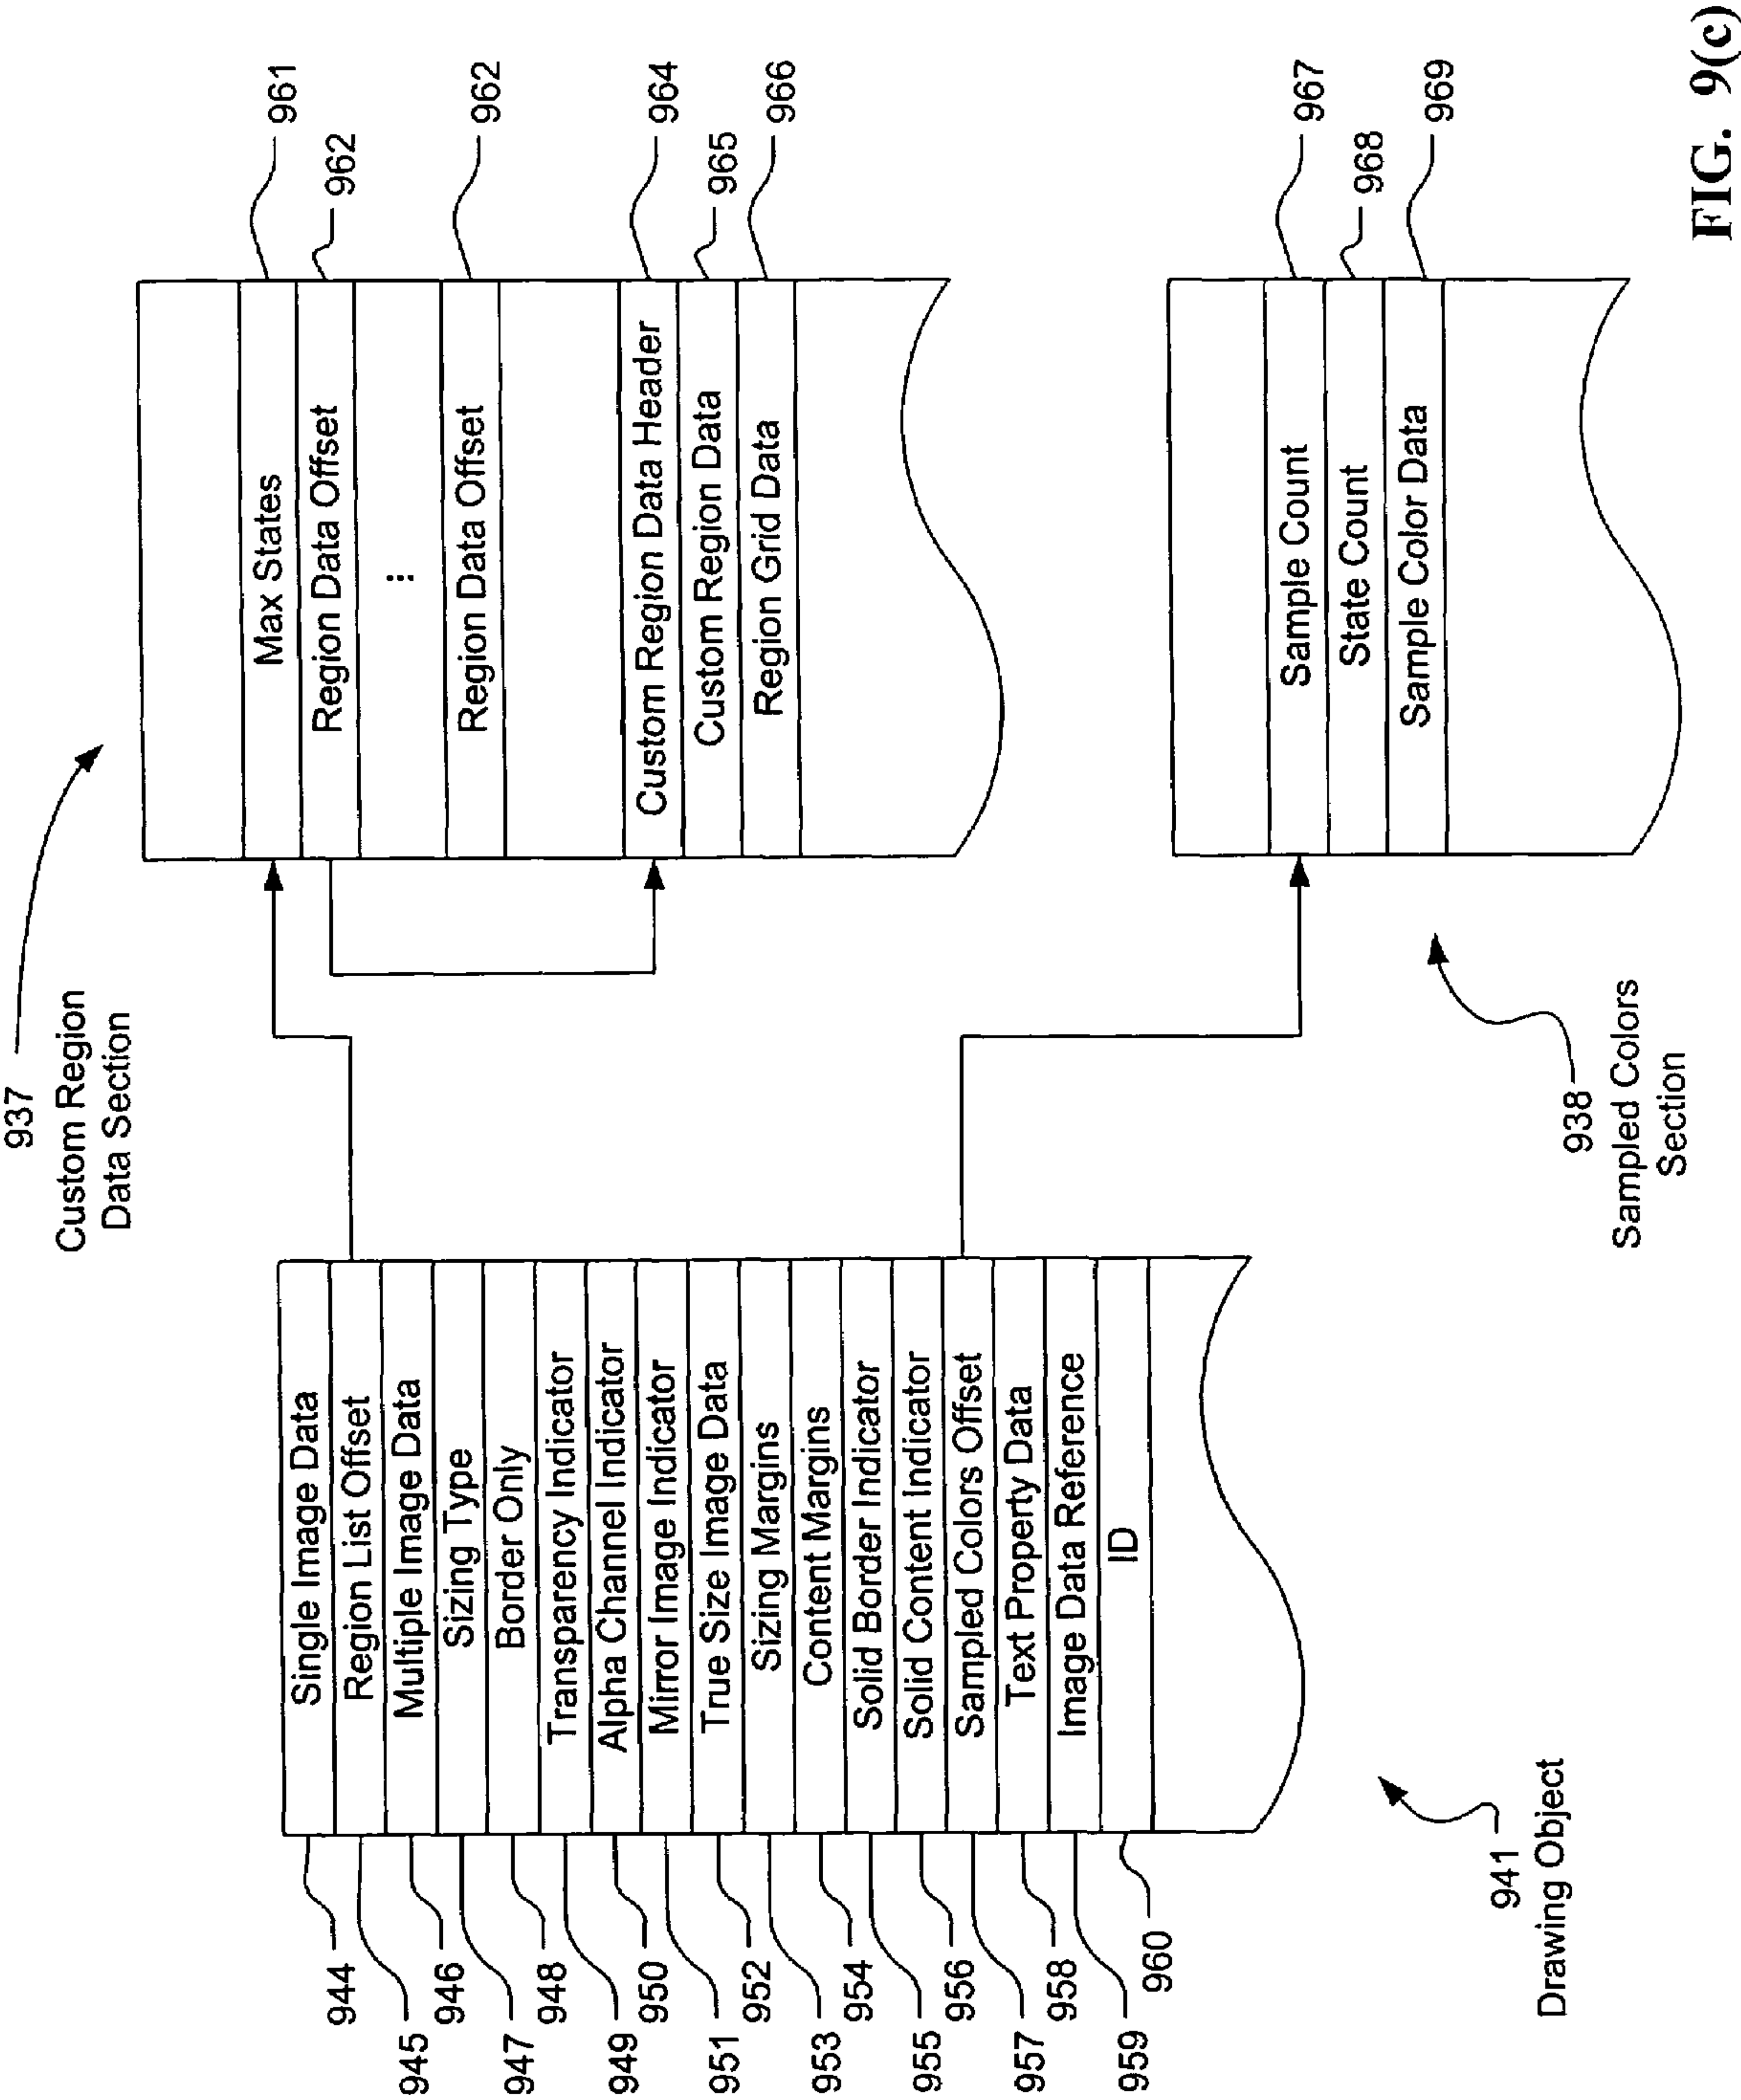 937
Custom Region
Data Section
Max States
961
Region Data Offset
962
...
Region Data Offset
962
Custom Region Data Header
964
Custom Region Data
965
Region Grid Data
966
944
Single Image Data
945
Region List Offset
946
Multiple Image Data
947
Sizing Type
948
Border Only
949
Transparency Indicator
950
Alpha Channel Indicator
951
Mirror Image Indicator
952
True Size Image Data
953
Sizing Margins
954
Content Margins
955
Solid Border Indicator
956
Solid Content Indicator
957
Sampled Colors Offset
958
Text Property Data
959
Image Data Reference
960
ID
941
Drawing Object
Sample Count
967
State Count
968
Sample Color Data
969
938
Sampled Colors
Section
FIG. 9(c)